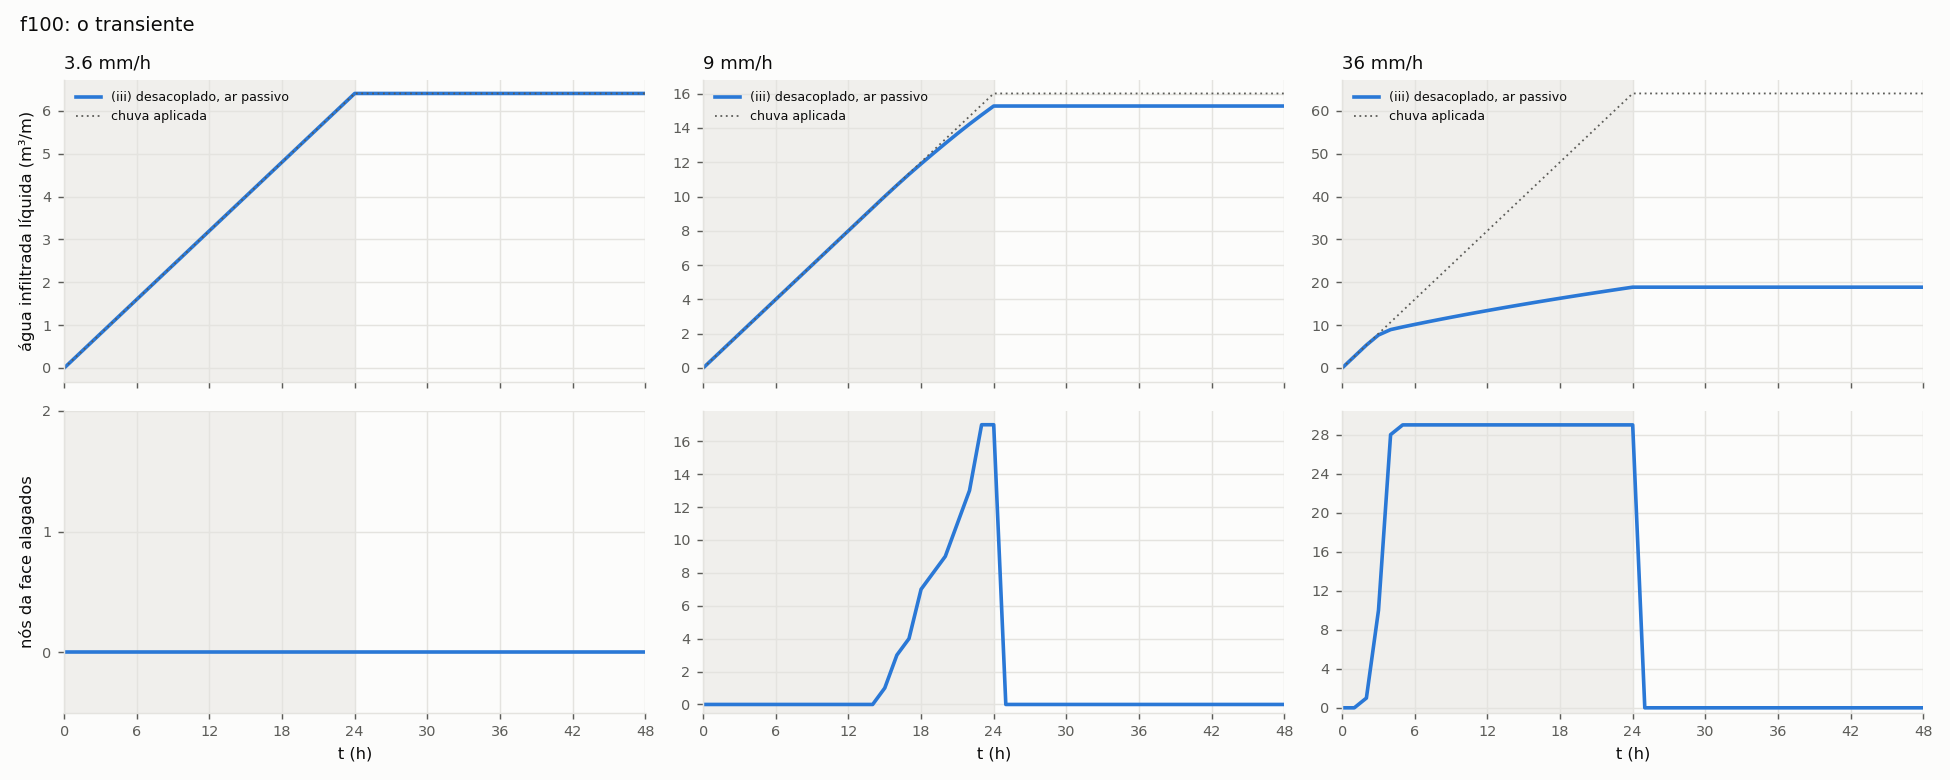 f100: o transiente
3.6 mm/h
9 mm/h
36 mm/h
(iii) desacoplado, ar passivo
chuva aplicada
(iii) desacoplado, ar passivo
chuva aplicada
(iii) desacoplado, ar passivo
chuva aplicada
água infiltrada líquida (m³/m)
6
5
4
3
2
1
0
16
14
12
10
8
6
4
2
0
60
50
40
30
20
10
0
nós da face alagados
2
1
0
16
14
12
10
8
6
4
2
0
28
24
20
16
12
8
4
0
0 6 12 18 24 30 36 42 48
0 6 12 18 24 30 36 42 48
0 6 12 18 24 30 36 42 48
t (h)
t (h)
t (h)